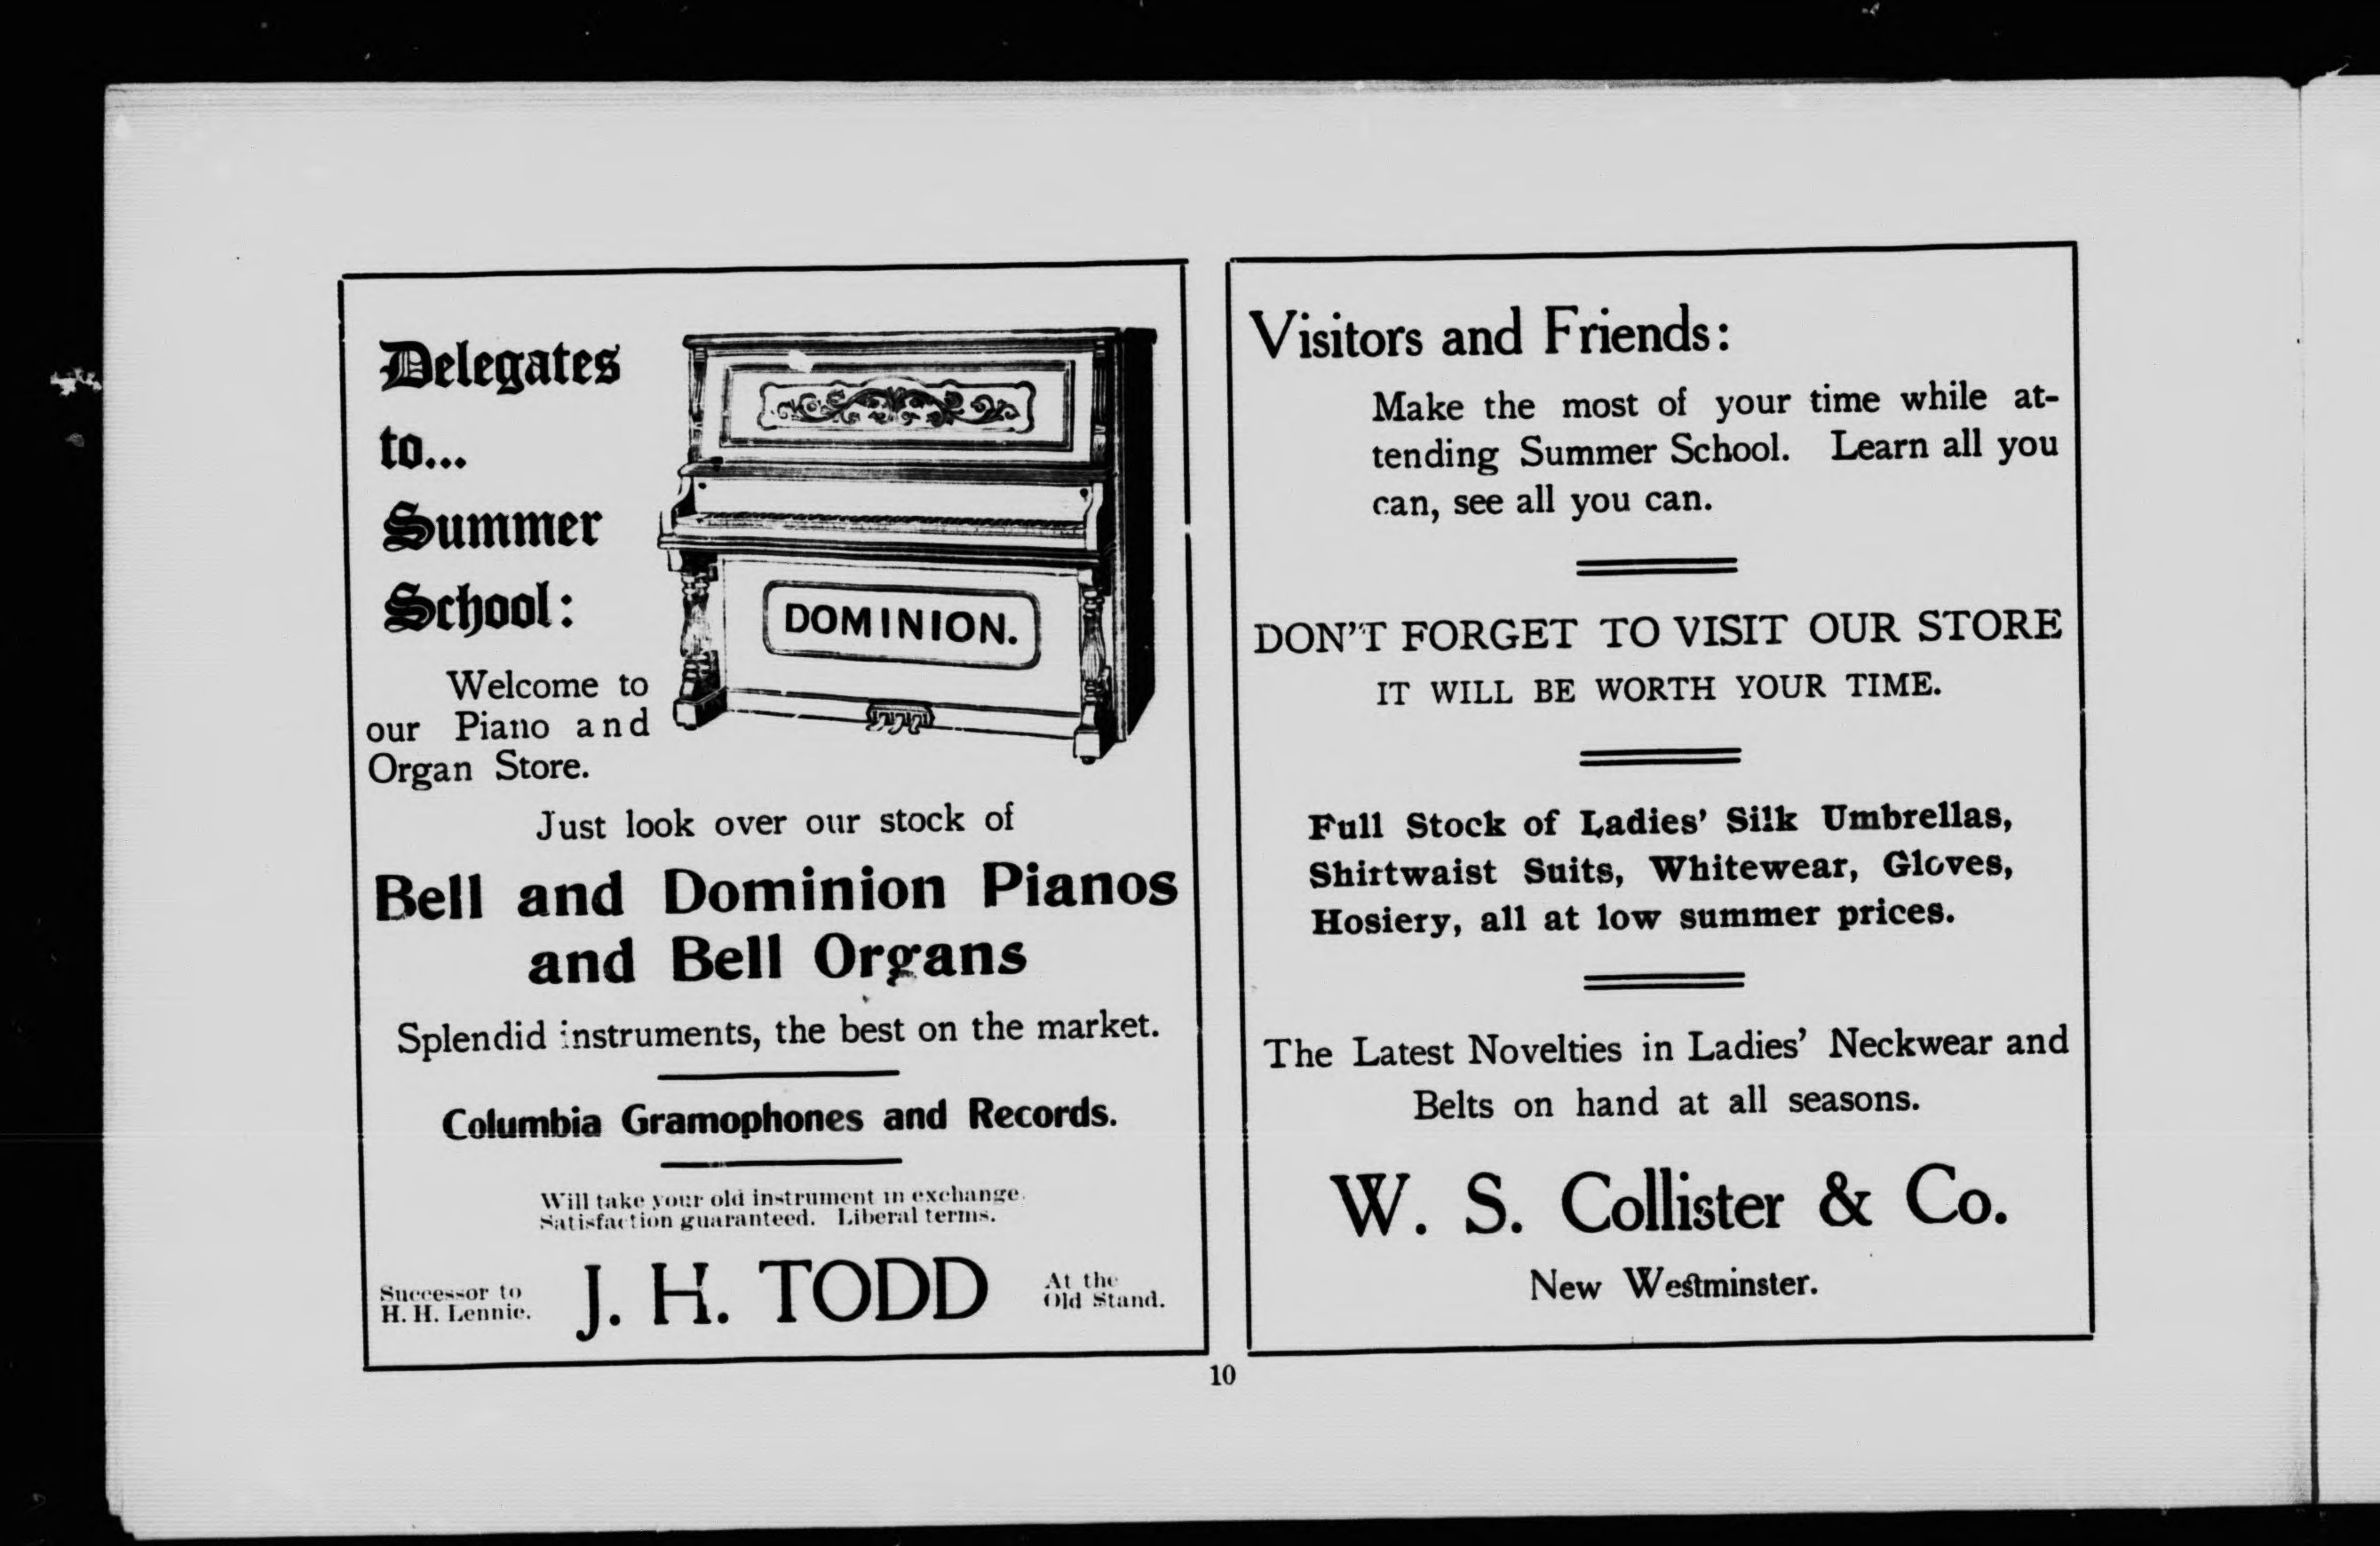 Delegates
to...
Summer
School:
DOMINION.
Welcome to
our Piano and
Organ Store.
Just look over our stock of
Bell and Dominion Pianos
and Bell Organs
Splendid instruments, the best on the market.
Columbia Gramophones and Records.
Will take your old instrument in exchange.
Satisfaction guaranteed. Liberal terms.
Successor to
H. H. Lennie.
J. H. TODD
At the
Old Stand.
Visitors and Friends:
Make the most of your time while at-
tending Summer School. Learn all you
can, see all you can.
DON'T FORGET TO VISIT OUR STORE
IT WILL BE WORTH YOUR TIME.
Full Stock of Ladies' Silk Umbrellas,
Shirtwaist Suits, Whitewear, Gloves,
Hosiery, all at low summer prices.
The Latest Novelties in Ladies' Neckwear and
Belts on hand at all seasons.
W. S. Collister & Co.
New Westminster.
10